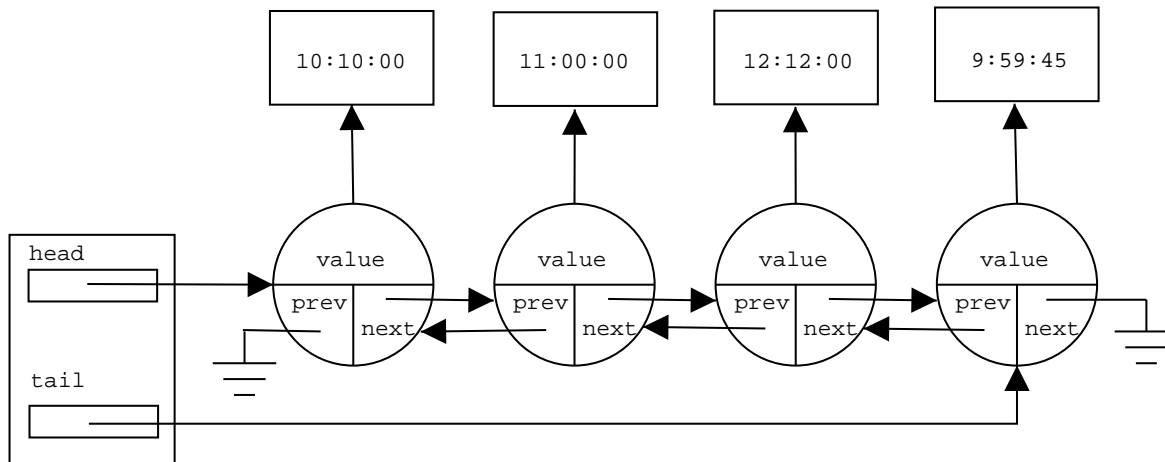 10:10:00 11:00:00 12:12:00 9:59:45
head
value value value value
prev prev prev prev
next next next next
tail